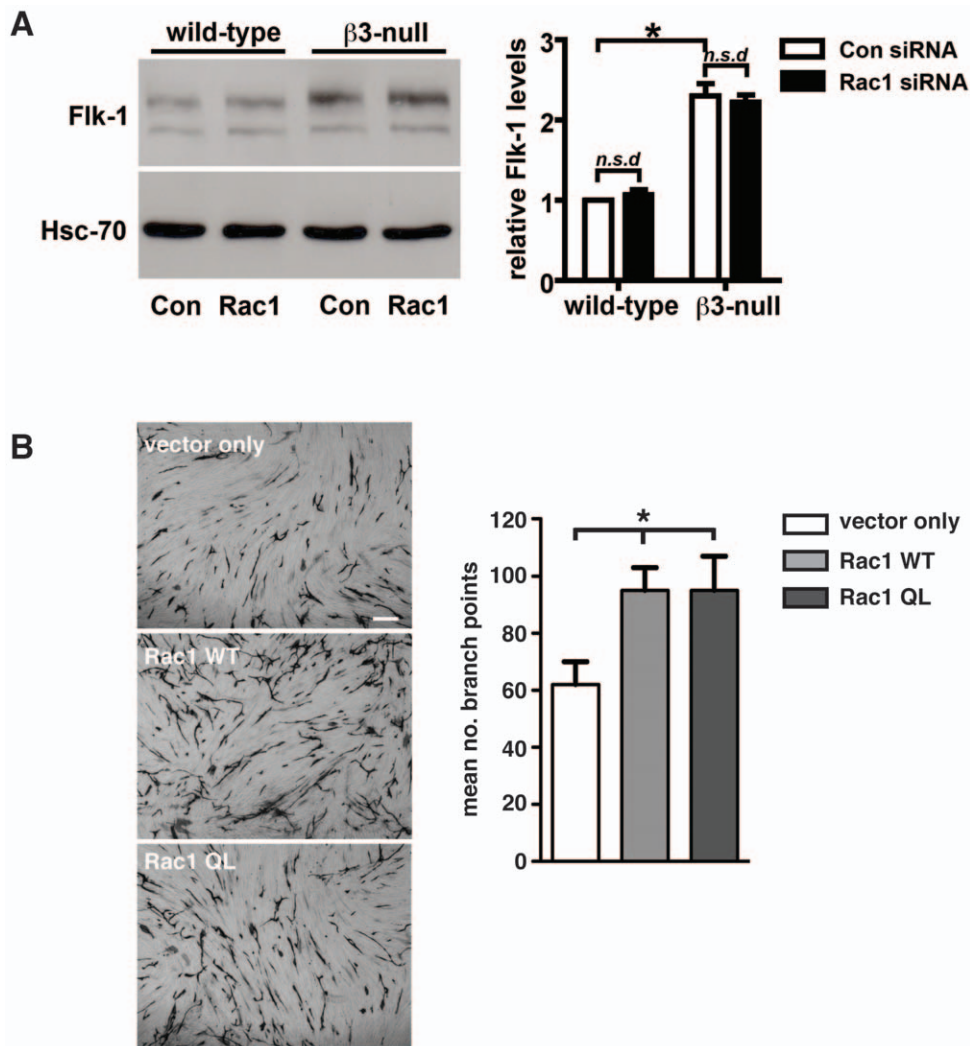 A
wild-type β3-null
Flk-1
Hsc-70
Con Rac1 Con Rac1
relative Flk-1 levels
3
2
1
0
*
n.s.d
n.s.d
wild-type β3-null
Con siRNA
Rac1 siRNA
B
vector only
Rac1 WT
Rac1 QL
mean no. branch points
120
100
80
60
40
20
0
*
vector only
Rac1 WT
Rac1 QL